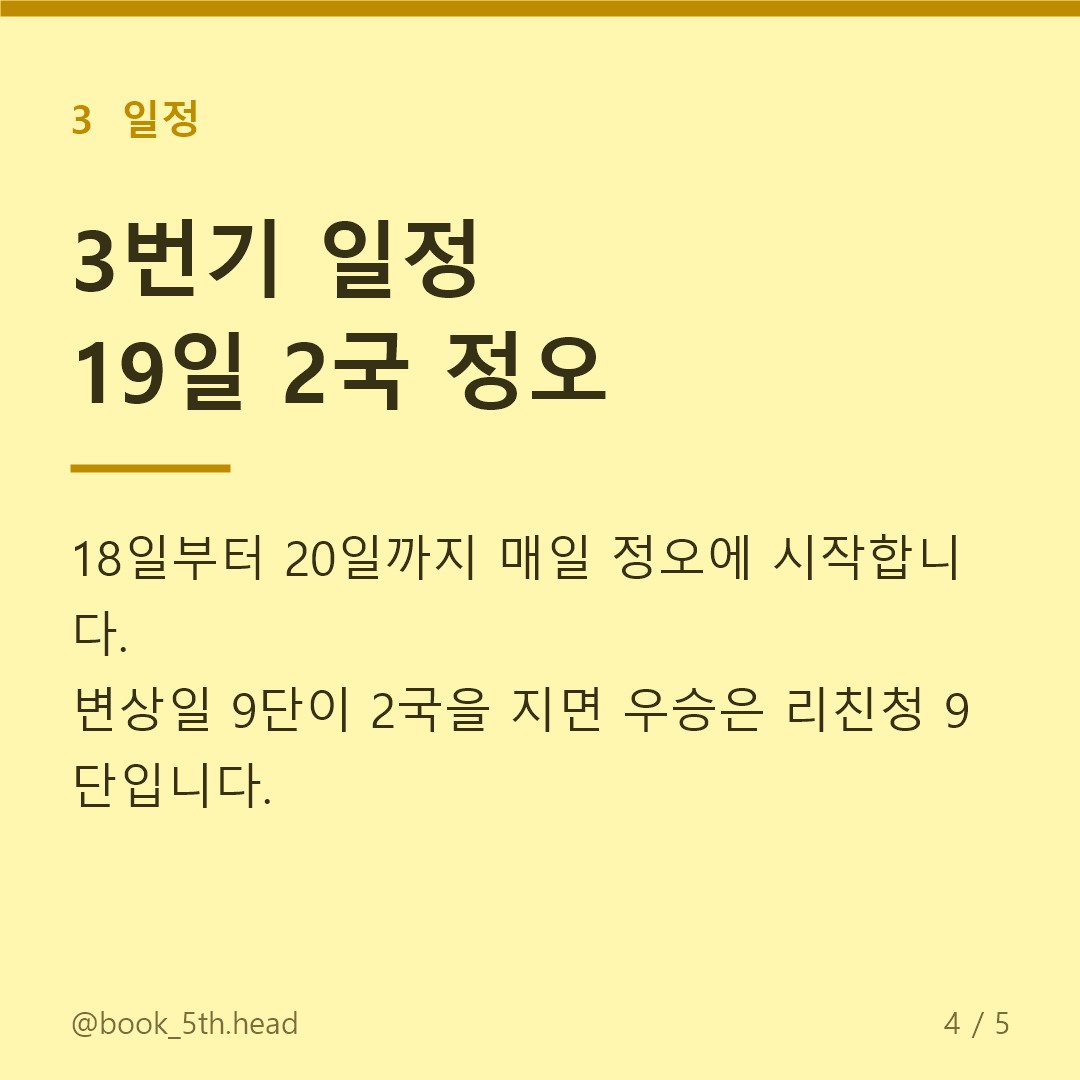 3 일정
3번기 일정
19일 2국 정오
18일부터 20일까지 매일 정오에 시작합니
다.
변상일 9단이 2국을 지면 우승은 리친청 9
단입니다.
@book_5th.head
4 / 5